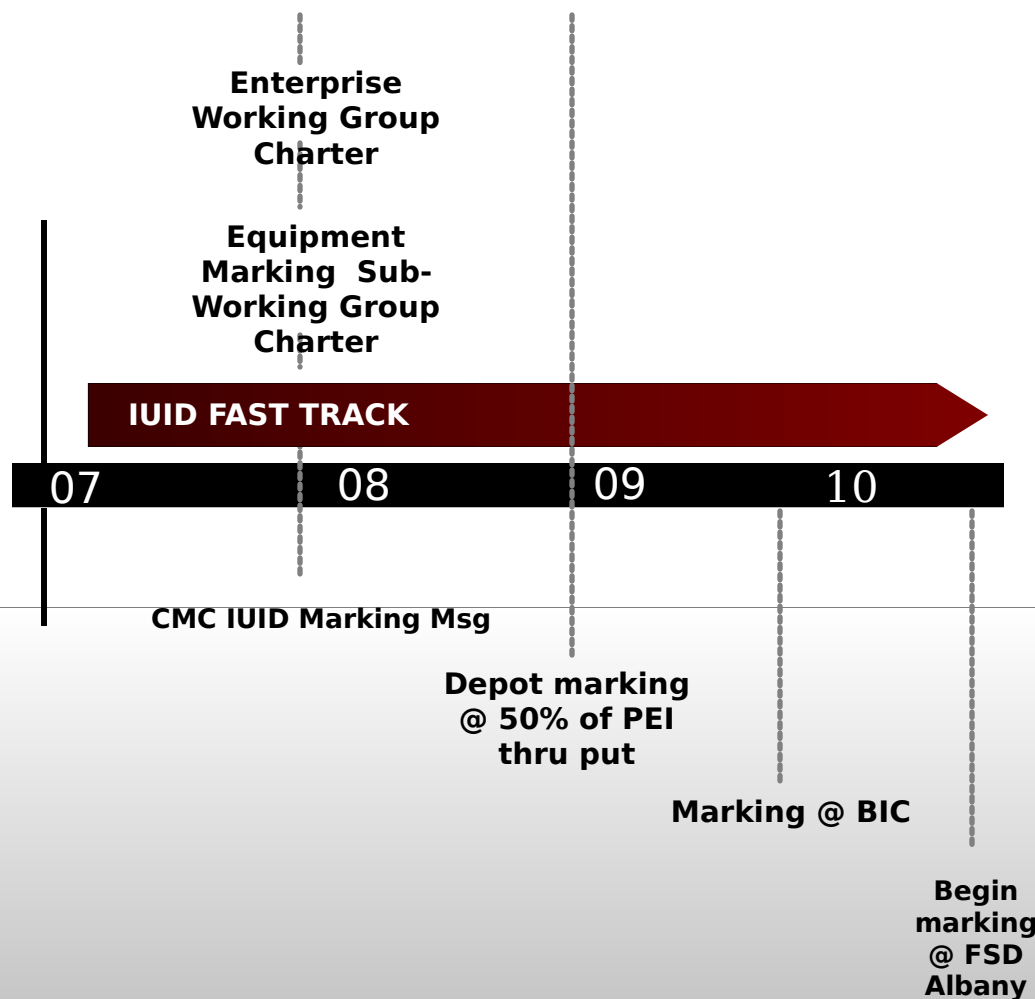 Enterprise
Working Group
Charter
Equipment
Marking  Sub-
Working Group
Charter
IUID FAST TRACK
07
08
09
10
CMC IUID Marking Msg
Depot marking
@ 50% of PEI
thru put
Marking @ BIC
Begin
marking
@ FSD
Albany